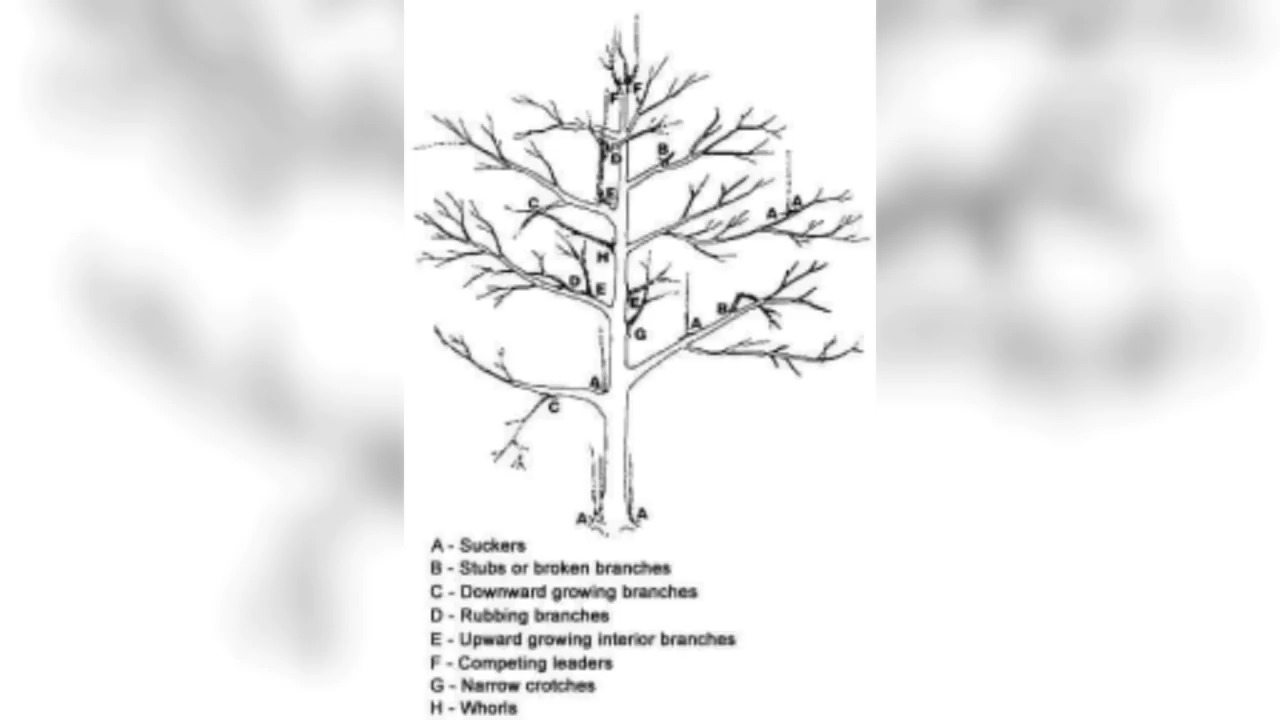 F
F
H
D
B
E
C
A
A
H
D
E
E
B
A
G
A
C
A
A
A - Suckers
B - Stubs or broken branches
C - Downward growing branches
D - Rubbing branches
E - Upward growing interior branches
F - Competing leaders
G - Narrow crotches
H - Whorls